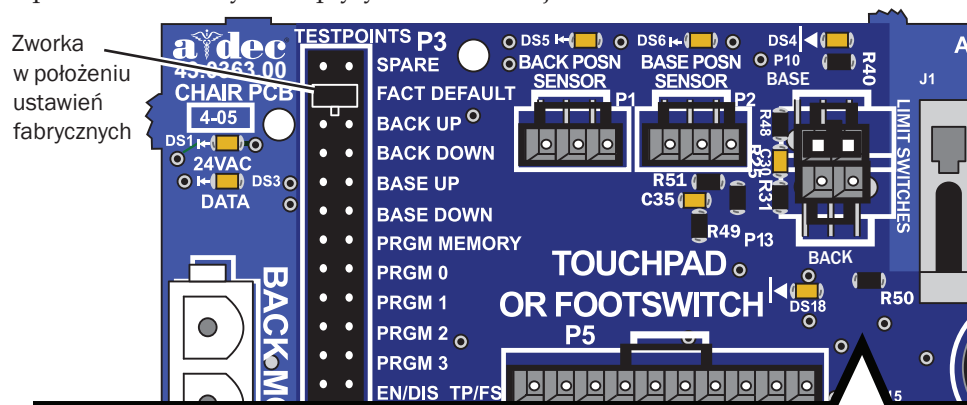 Zworka
w położeniu
ustawień
fabrycznych
a dec
43.0363.00
CHAIR PCB
4-05
DS1
24VAC
DS3
DATA
TESTPOINTS P3
SPARE
FACT DEFAULT
BACK UP
BACK DOWN
BASE UP
BASE DOWN
PRGM MEMORY
PRGM 0
PRGM 1
PRGM 2
PRGM 3
EN/DIS TP/FS
DS5
BACK POSN
SENSOR
P1
DS6
BASE POSN
SENSOR
P2
DS4
P10
BASE
R40
R48
C30
R31
LIMIT SWITCHES
J1
A
R51
C35
R49
P13
BACK
TOUCHPAD
OR FOOTSWITCH
DS18
R50
P5